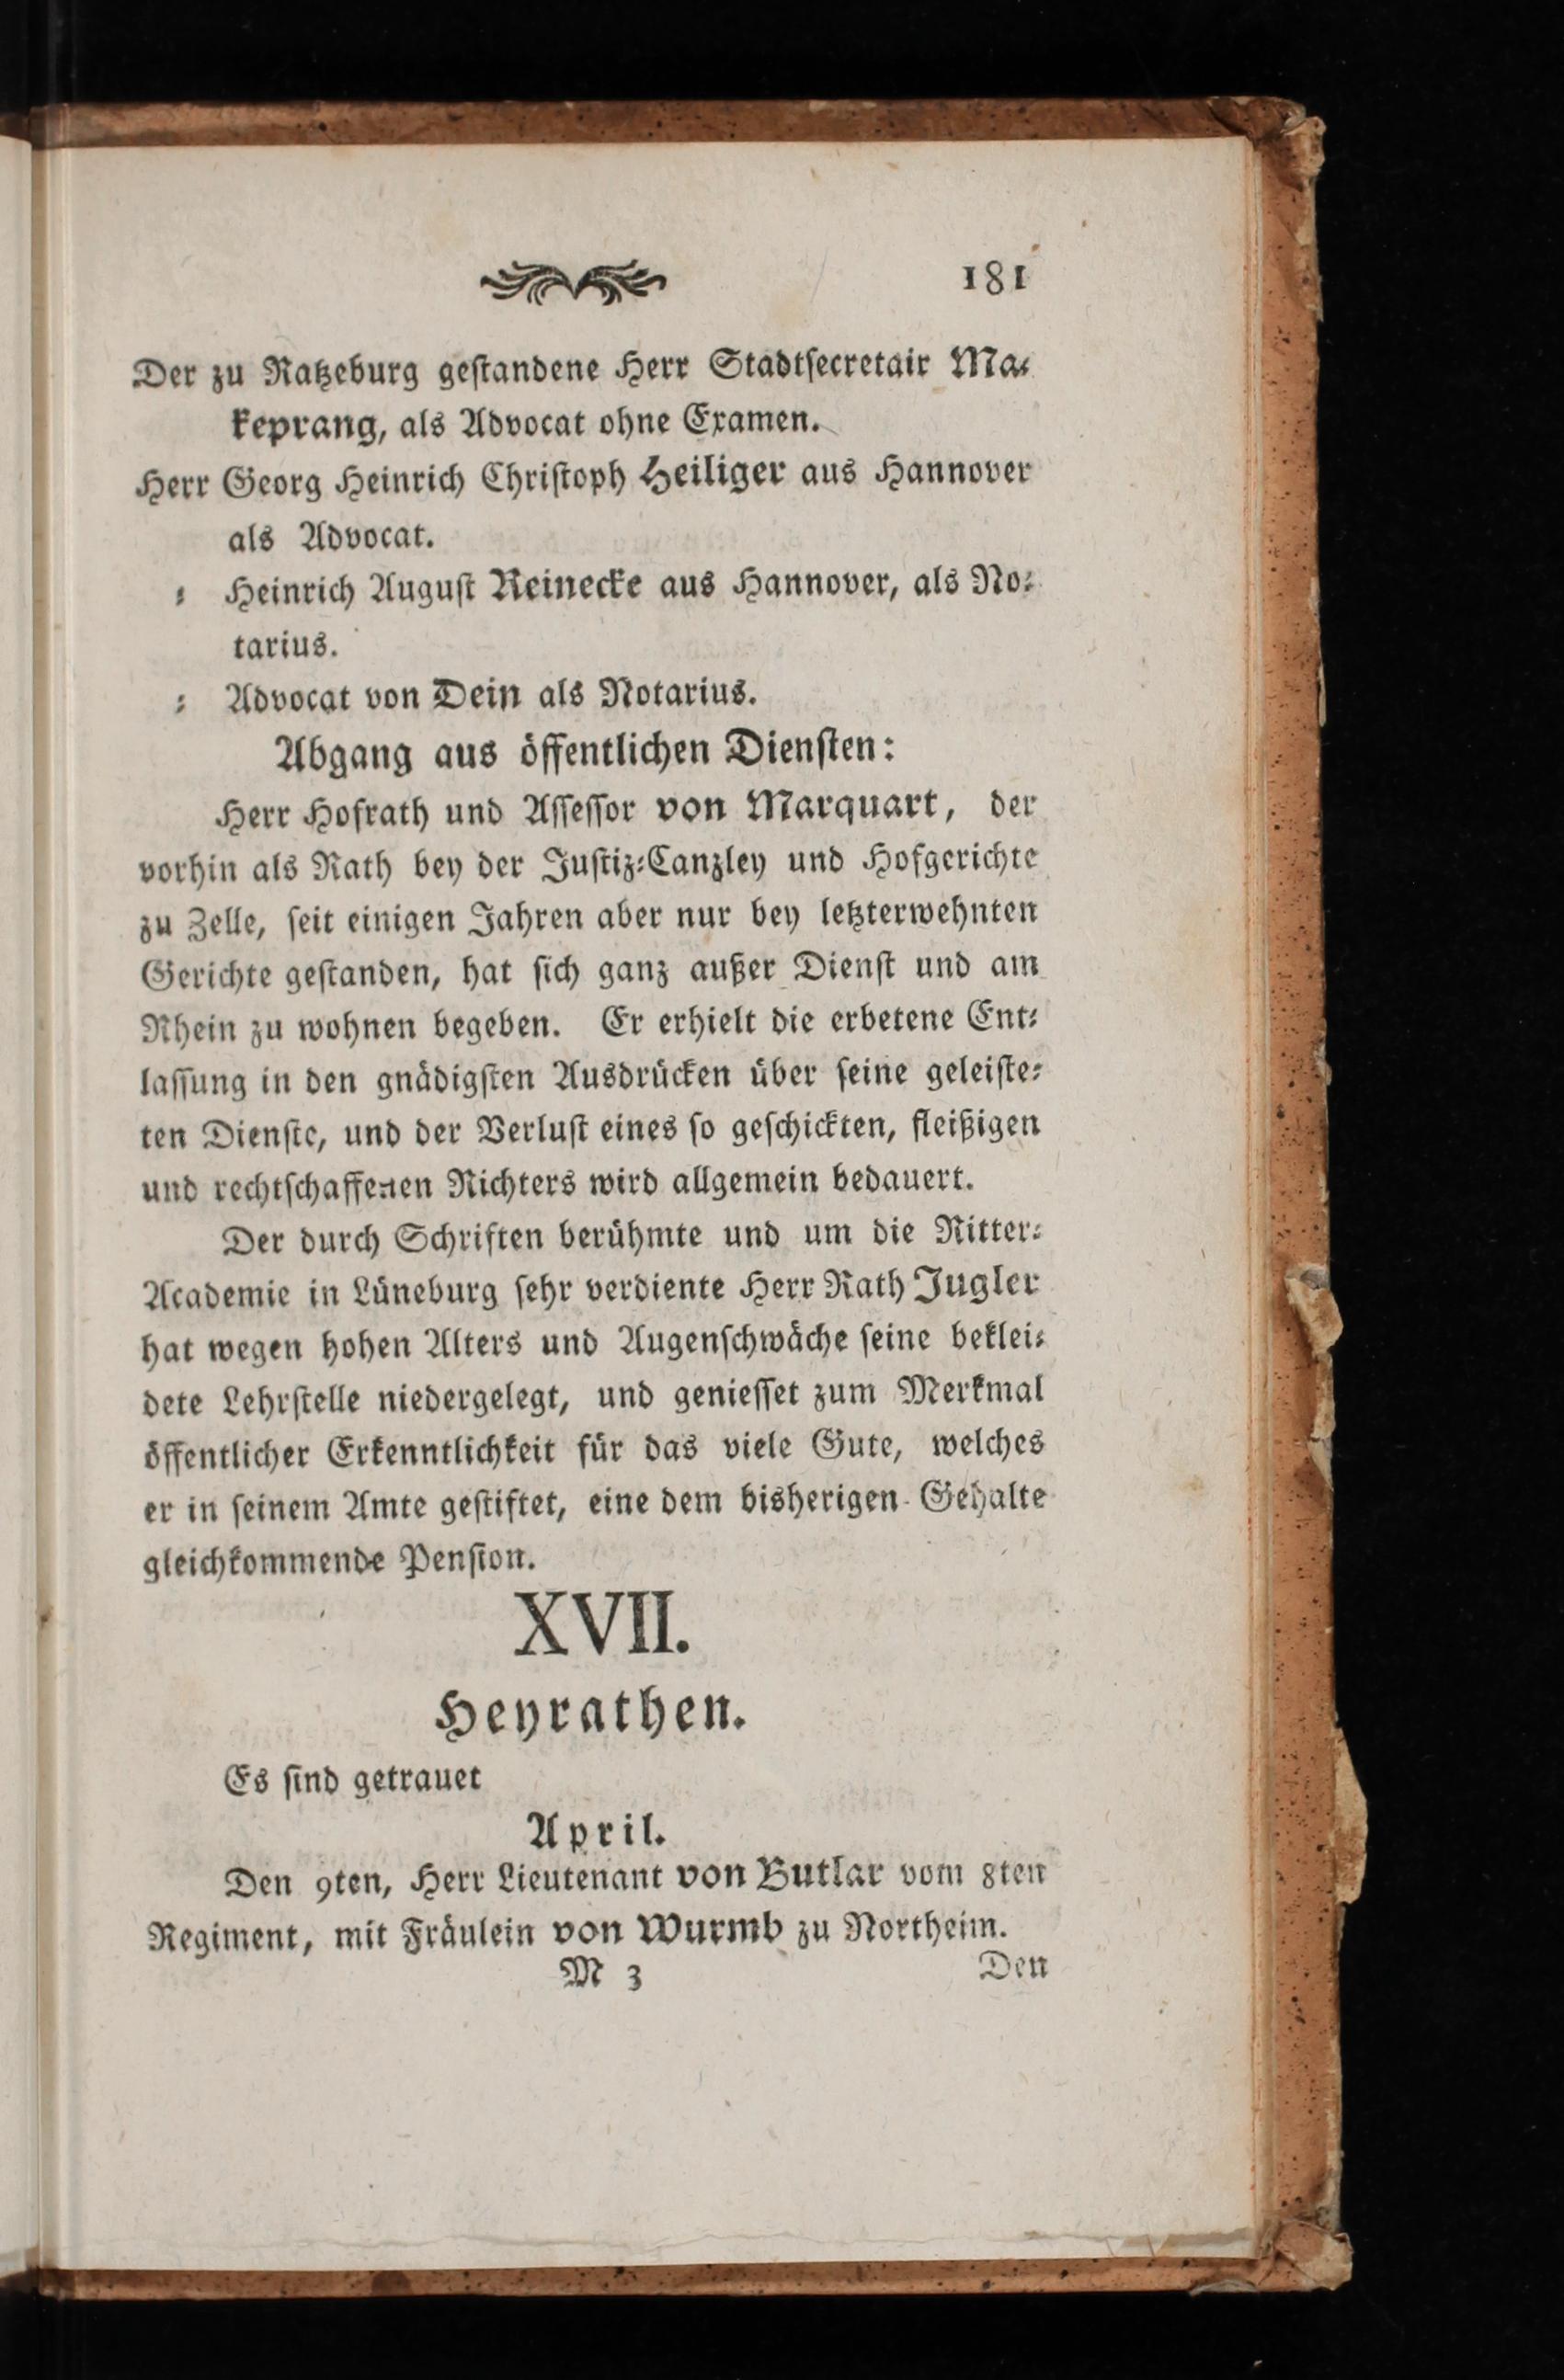 181
Der zu Ratzeburg geſtandene Herr Stadtſecretair Ma⸗
keprang, als Advocat ohne Examen.
Herr Georg Heinrich Chriſtoph Heiliger aus Hannover
als Advocat.
⸗ Heinrich Auguſt Reinecke aus Hannover, als No⸗
tarius.
⸗ Advocat von Dein als Notarius.
Abgang aus öffentlichen Dienſten:
Herr Hofrath und Aſſeſſor von Marquart, der
vorhin als Rath bey der Juſtiz⸗Canzley und Hofgerichte
zu Zelle, ſeit einigen Jahren aber nur bey letzterwehnten
Gerichte geſtanden, hat ſich ganz außer Dienſt und am
Rhein zu wohnen begeben. Er erhielt die erbetene Ent⸗
laſſung in den gnädigſten Ausdrücken über ſeine geleiſte⸗
ten Dienſte, und der Verluſt eines ſo geſchickten, fleißigen
und rechtſchaffenen Richters wird allgemein bedauert.
Der durch Schriften berühmte und um die Ritter⸗
Academie in Lüneburg ſehr verdiente Herr Rath Jugler
hat wegen hohen Alters und Augenſchwäche ſeine beklei⸗
dete Lehrſtelle niedergelegt, und genieſſet zum Merkmal
öffentlicher Erkenntlichkeit für das viele Gute, welches
er in ſeinem Amte geſtiftet, eine dem bisherigen Gehalte
gleichkommende Penſion.
XVII.
Heyrathen.
Es ſind getrauet
April.
Den 9ten, Herr Lieutenant von Butlar vom 8ten
Regiment, mit Fräulein von Wurmb zu Northeim.
M 3 Den